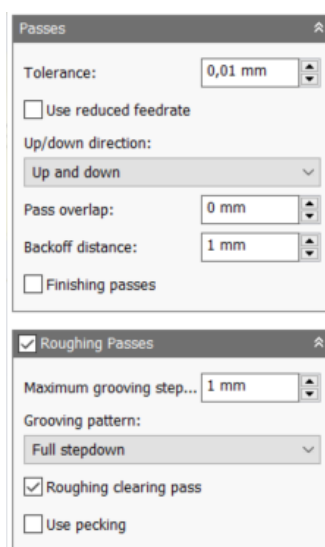 Passes
Tolerance: 0,01 mm
Use reduced feedrate
Up/down direction:
Up and down
Pass overlap: 0 mm
Backoff distance: 1 mm
Finishing passes
Roughing Passes
Maximum grooving step... 1 mm
Grooving pattern:
Full stepdown
Roughing clearing pass
Use pecking